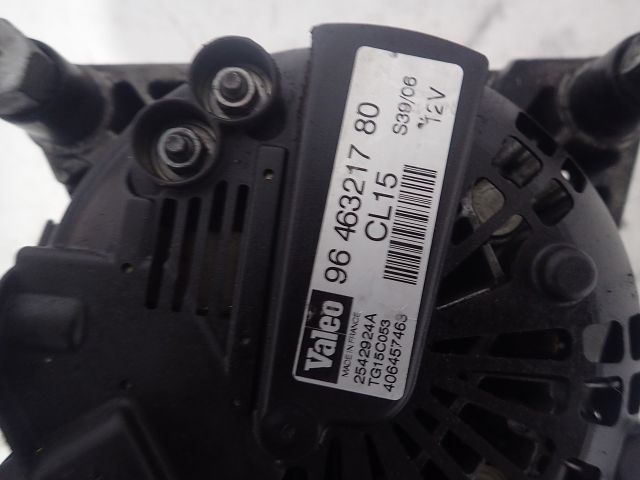 Valeo
MADE IN FRANCE
96 463217 80
CL15
S39/06
12V
2542924A
TG15C053
406457463